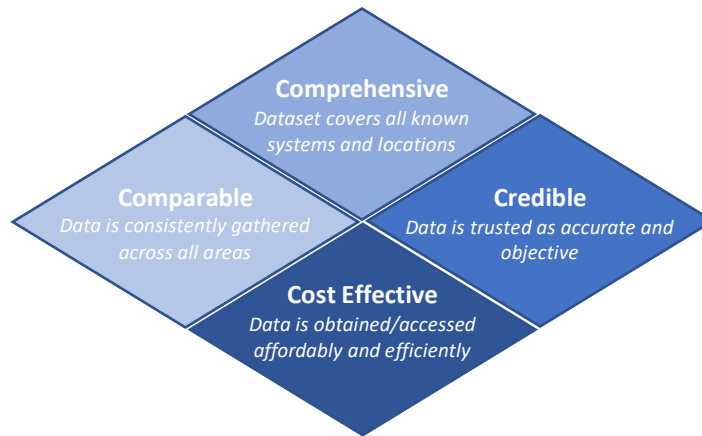 Comprehensive
Dataset covers all known
systems and locations
Comparable
Data is consistently gathered
across all areas
Credible
Data is trusted as accurate and
objective
Cost Effective
Data is obtained/accessed
affordably and efficiently